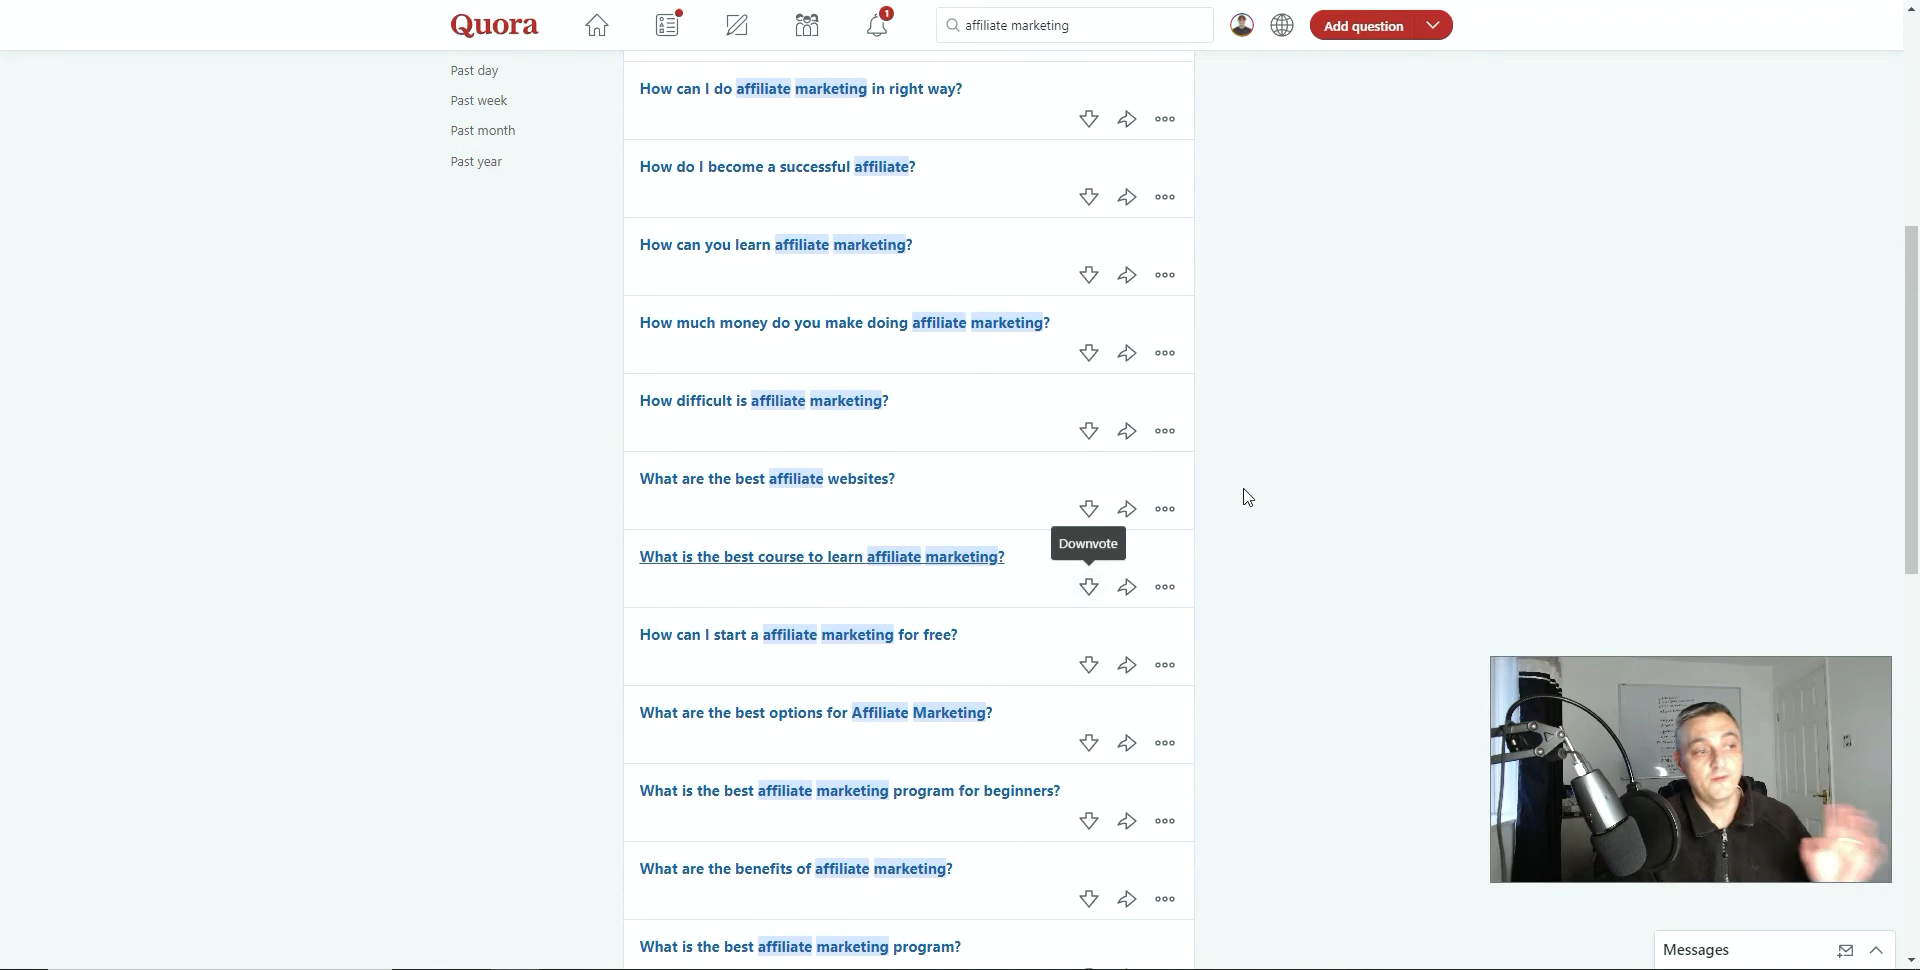 Quora
1
affiliate marketing
Add question
Past day
Past week
Past month
Past year
How can I do affiliate marketing in right way?
How do I become a successful affiliate?
How can you learn affiliate marketing?
How much money do you make doing affiliate marketing?
How difficult is affiliate marketing?
What are the best affiliate websites?
Downvote
What is the best course to learn affiliate marketing?
How can I start a affiliate marketing for free?
What are the best options for Affiliate Marketing?
What is the best affiliate marketing program for beginners?
What are the benefits of affiliate marketing?
What is the best affiliate marketing program?
Messages